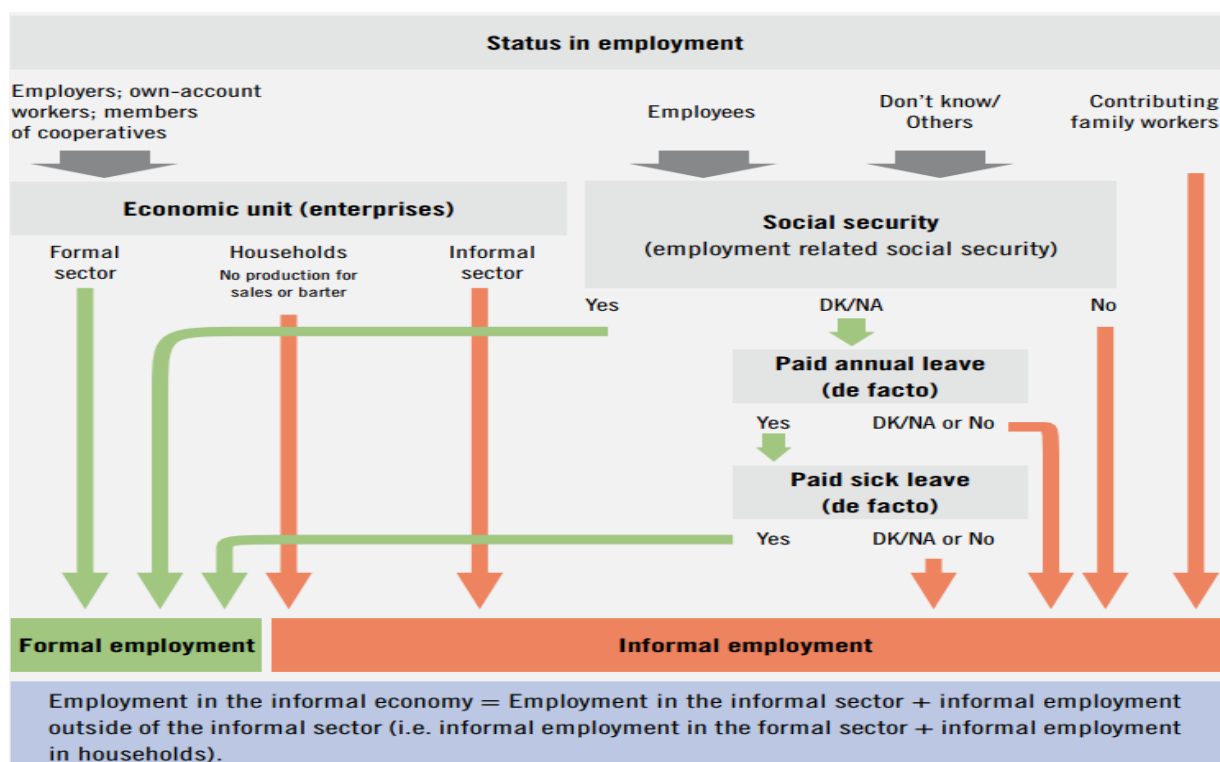 Status in employment
Employers; own-account
workers; members
of cooperatives
Employees
Don't know/
Others
Contributing
family workers
Economic unit (enterprises)
Social security
(employment related social security)
Formal
sector
Households
No production for
sales or barter
Informal
sector
Yes
DK/NA
No
Paid annual leave
(de facto)
Yes
DK/NA or No
Paid sick leave
(de facto)
Yes
DK/NA or No
Formal employment
Informal employment
Employment in the informal economy = Employment in the informal sector + informal employment
outside of the informal sector (i.e. informal employment in the formal sector + informal employment
in households).